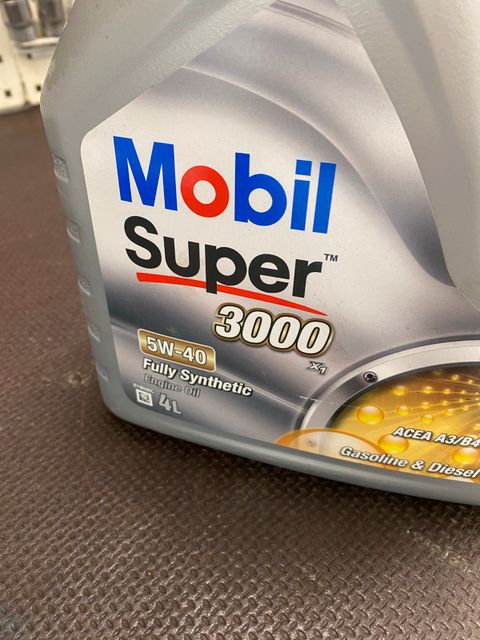 Mobil
Super™
3000
X1
5W-40
Fully Synthetic
Engine Oil
4L
ACEA A3/B4
Gasoline & Diesel